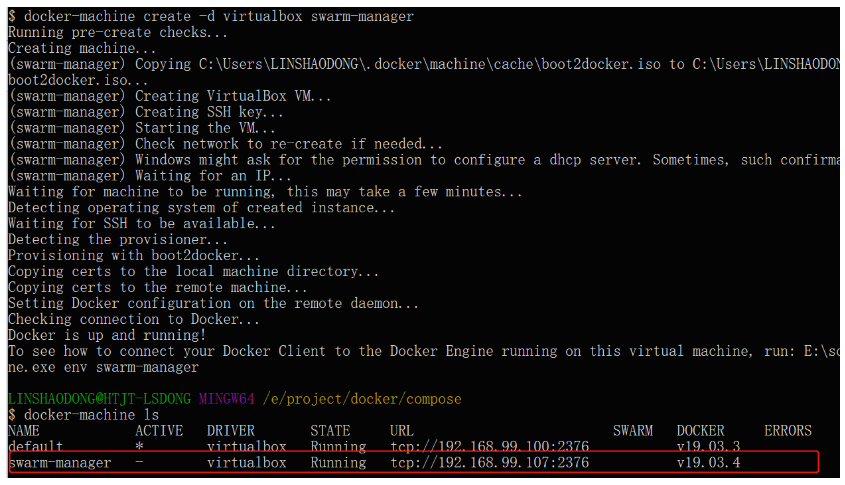 $ docker-machine create -d virtualbox swarm-manager
Running pre-create checks...
Creating machine...
(swarm-manager) Copying C:\Users\LINSHAODONG\.docker\machine\cache\boot2docker.iso to C:\Users\LINSHAODON
boot2docker.iso...
(swarm-manager) Creating VirtualBox VM...
(swarm-manager) Creating SSH key...
(swarm-manager) Starting the VM...
(swarm-manager) Check network to re-create if needed...
(swarm-manager) Windows might ask for the permission to configure a dhcp server. Sometimes, such confirma
(swarm-manager) Waiting for an IP...
Waiting for machine to be running, this may take a few minutes...
Detecting operating system of created instance...
Waiting for SSH to be available...
Detecting the provisioner...
Provisioning with boot2docker...
Copying certs to the local machine directory...
Copying certs to the remote machine...
Setting Docker configuration on the remote daemon...
Checking connection to Docker...
Docker is up and running!
To see how to connect your Docker Client to the Docker Engine running on this virtual machine, run: E:\so
ne.exe env swarm-manager
LINSHAODONG@HTJT-LSDONG MINGW64 /e/project/docker/compose
$ docker-machine ls
NAME ACTIVE DRIVER STATE URL SWARM DOCKER ERRORS
default * virtualbox Running tcp://192.168.99.100:2376 v19.03.3
swarm-manager - virtualbox Running tcp://192.168.99.107:2376 v19.03.4